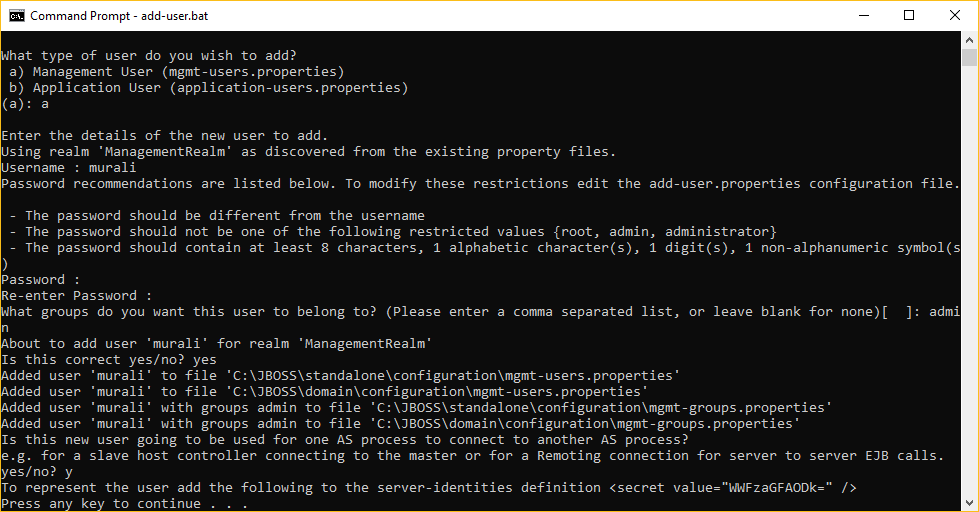 Command Prompt - add-user.bat
What type of user do you wish to add?
a) Management User (mgmt-users.properties)
b) Application User (application-users.properties)
(a): a
Enter the details of the new user to add.
Using realm 'ManagementRealm' as discovered from the existing property files.
Username : murali
Password recommendations are listed below. To modify these restrictions edit the add-user.properties configuration file.
- The password should be different from the username
- The password should not be one of the following restricted values {root, admin, administrator}
- The password should contain at least 8 characters, 1 alphabetic character(s), 1 digit(s), 1 non-alphanumeric symbol(s
)
Password :
Re-enter Password :
What groups do you want this user to belong to? (Please enter a comma separated list, or leave blank for none)[  ]: admi
n
About to add user 'murali' for realm 'ManagementRealm'
Is this correct yes/no? yes
Added user 'murali' to file 'C:\JBOSS\standalone\configuration\mgmt-users.properties'
Added user 'murali' to file 'C:\JBOSS\domain\configuration\mgmt-users.properties'
Added user 'murali' with groups admin to file 'C:\JBOSS\standalone\configuration\mgmt-groups.properties'
Added user 'murali' with groups admin to file 'C:\JBOSS\domain\configuration\mgmt-groups.properties'
Is this new user going to be used for one AS process to connect to another AS process?
e.g. for a slave host controller connecting to the master or for a Remoting connection for server to server EJB calls.
yes/no? y
To represent the user add the following to the server-identities definition <secret value="WWFzaGFAODk=" />
Press any key to continue . . .